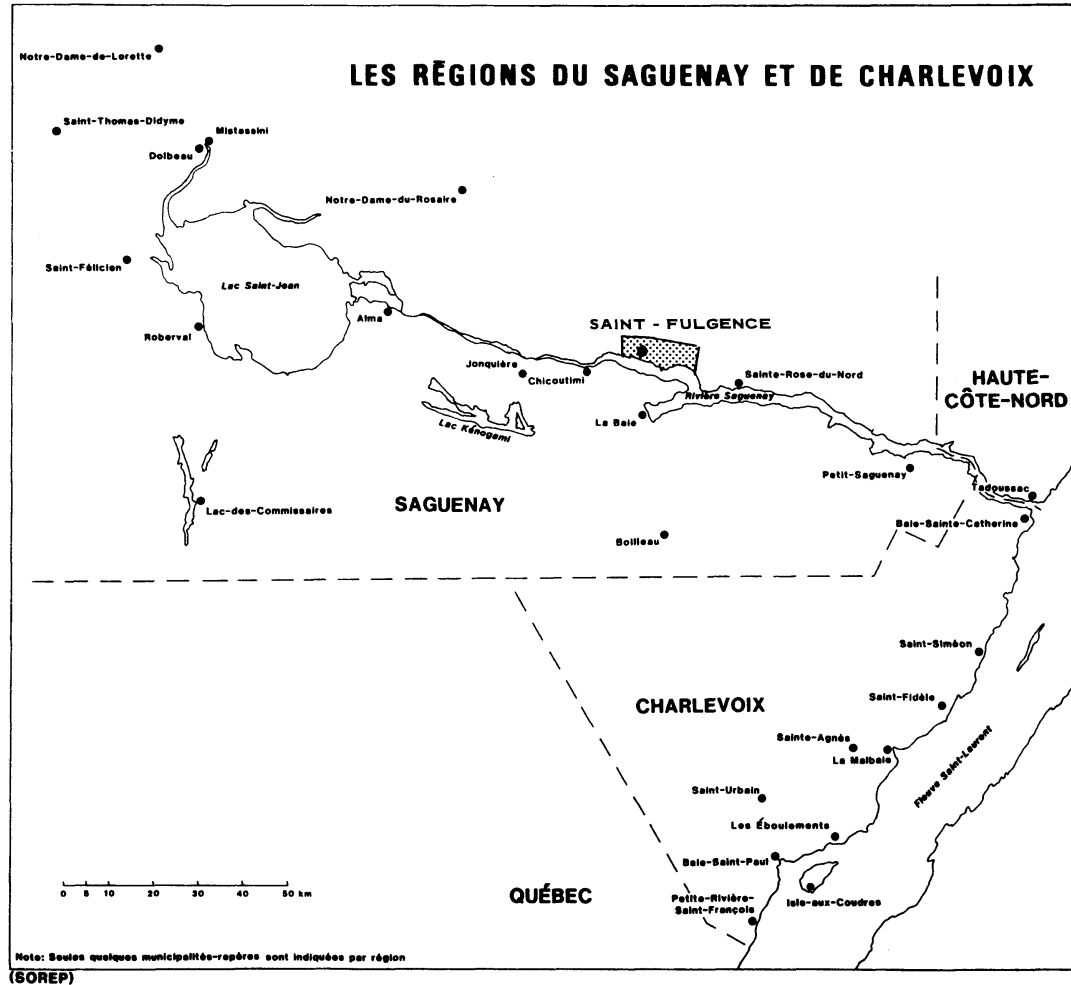 LES RÉGIONS DU SAGUENAY ET DE CHARLEVOIX
Notre-Dame-de-Lorette
Saint-Thomas-Didyme
Mistassini
Dolbeau
Notre-Dame-du-Rosaire
Saint-Félicien
Lac Saint-Jean
Roberval
Alma
SAINT - FULGENCE
Jonquière
Chicoutimi
Sainte-Rose-du-Nord
Rivière Saguenay
HAUTE-
CÔTE-NORD
La Baie
Lac Kénogami
Petit-Saguenay
Tadoussac
Lac-des-Commissaires
SAGUENAY
Baie-Sainte-Catherine
Boilleau
Saint-Siméon
Saint-Fidèle
CHARLEVOIX
Sainte-Agnès
La Malbaie
Fleuve Saint-Laurent
Saint-Urbain
Les Éboulements
Baie-Saint-Paul
0 5 10 20 30 40 50 km
QUÉBEC
Petite-Rivière-
Saint-François
Isle-aux-Coudres
Note: Seules quelques municipalités-repères sont indiquées par région
(SOREP)